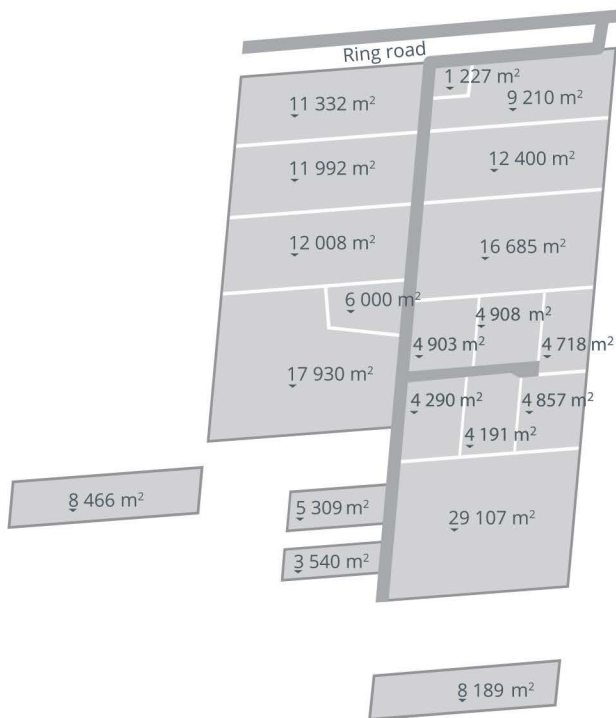 Ring road
1 227 m²
11 332 m²
9 210 m²
11 992 m²
12 400 m²
12 008 m²
16 685 m²
6 000 m²
4 908 m²
4 903 m²
4 718 m²
17 930 m²
4 290 m²
4 857 m²
4 191 m²
8 466 m²
5 309 m²
29 107 m²
3 540 m²
8 189 m²